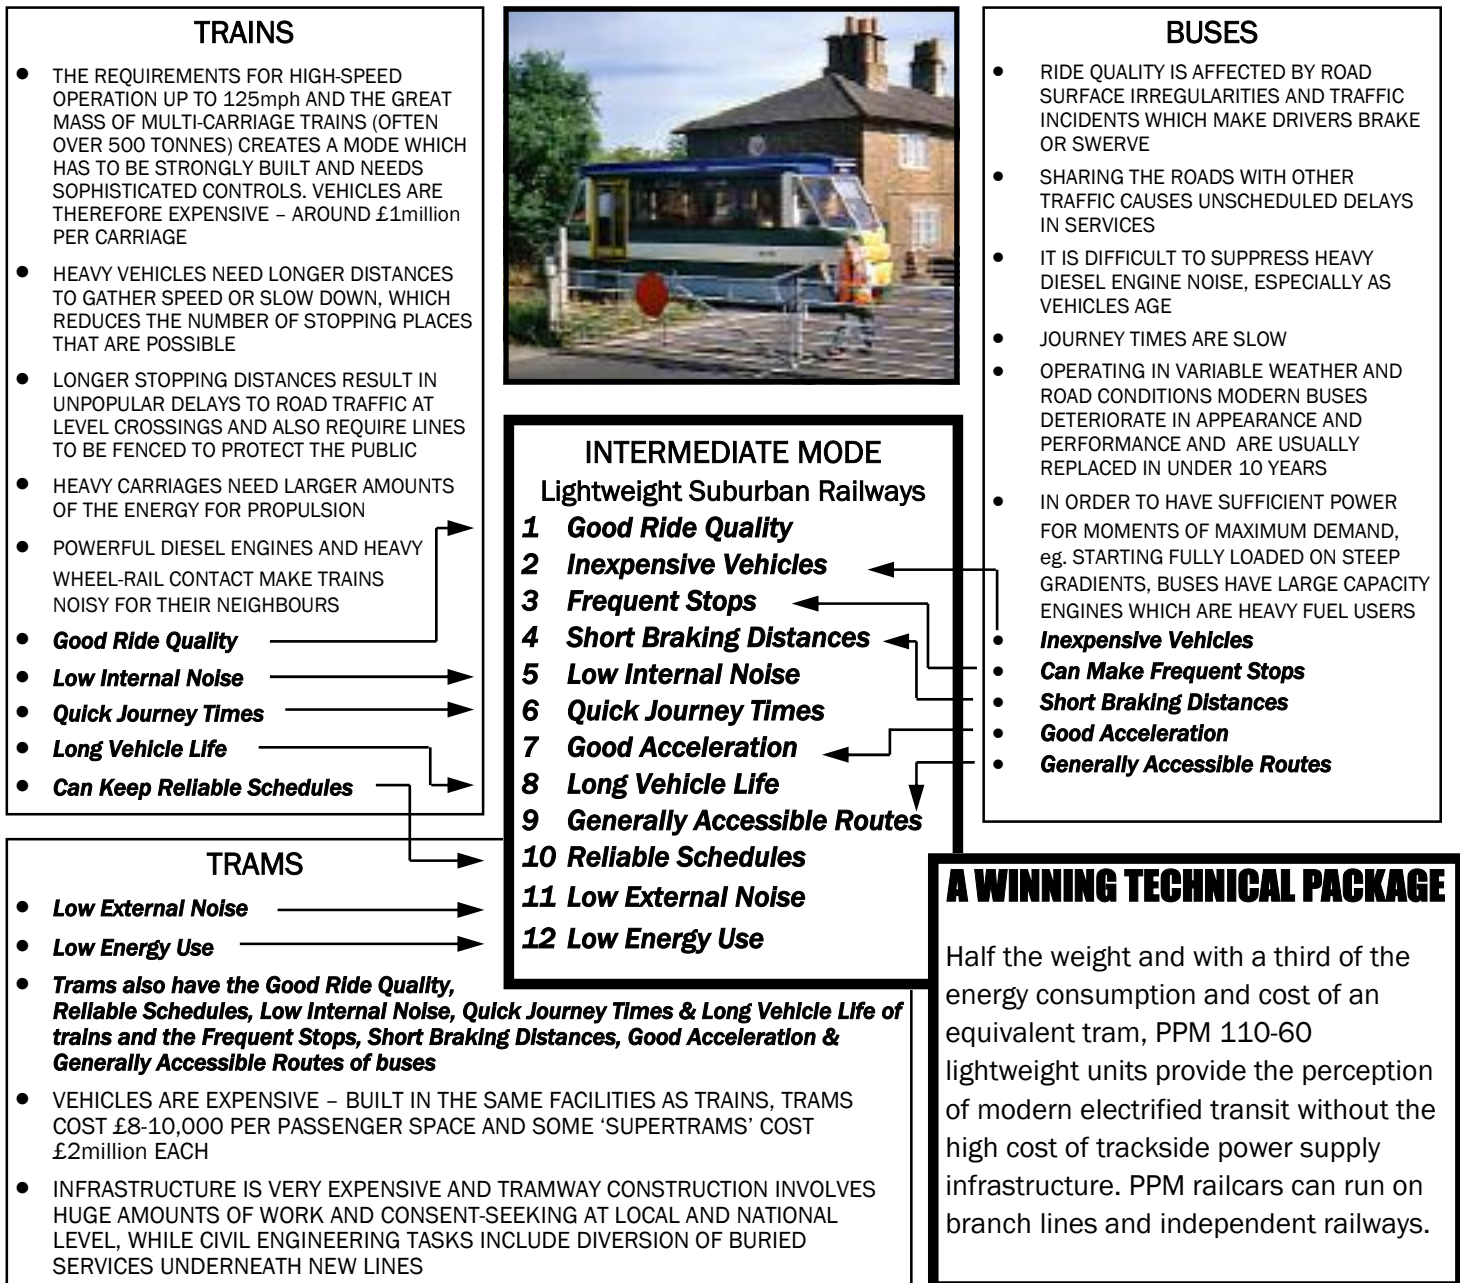 TRAINS
● THE REQUIREMENTS FOR HIGH-SPEED
OPERATION UP TO 125mph AND THE GREAT
MASS OF MULTI-CARRIAGE TRAINS (OFTEN
OVER 500 TONNES) CREATES A MODE WHICH
HAS TO BE STRONGLY BUILT AND NEEDS
SOPHISTICATED CONTROLS. VEHICLES ARE
THEREFORE EXPENSIVE – AROUND £1million
PER CARRIAGE
● HEAVY VEHICLES NEED LONGER DISTANCES
TO GATHER SPEED OR SLOW DOWN, WHICH
REDUCES THE NUMBER OF STOPPING PLACES
THAT ARE POSSIBLE
● LONGER STOPPING DISTANCES RESULT IN
UNPOPULAR DELAYS TO ROAD TRAFFIC AT
LEVEL CROSSINGS AND ALSO REQUIRE LINES
TO BE FENCED TO PROTECT THE PUBLIC
● HEAVY CARRIAGES NEED LARGER AMOUNTS
OF THE ENERGY FOR PROPULSION
● POWERFUL DIESEL ENGINES AND HEAVY
WHEEL-RAIL CONTACT MAKE TRAINS
NOISY FOR THEIR NEIGHBOURS
● Good Ride Quality
● Low Internal Noise
● Quick Journey Times
● Long Vehicle Life
● Can Keep Reliable Schedules
INTERMEDIATE MODE
Lightweight Suburban Railways
1 Good Ride Quality
2 Inexpensive Vehicles
3 Frequent Stops
4 Short Braking Distances
5 Low Internal Noise
6 Quick Journey Times
7 Good Acceleration
8 Long Vehicle Life
9 Generally Accessible Routes
10 Reliable Schedules
11 Low External Noise
12 Low Energy Use
BUSES
● RIDE QUALITY IS AFFECTED BY ROAD
SURFACE IRREGULARITIES AND TRAFFIC
INCIDENTS WHICH MAKE DRIVERS BRAKE
OR SWERVE
● SHARING THE ROADS WITH OTHER
TRAFFIC CAUSES UNSCHEDULED DELAYS
IN SERVICES
● IT IS DIFFICULT TO SUPPRESS HEAVY
DIESEL ENGINE NOISE, ESPECIALLY AS
VEHICLES AGE
● JOURNEY TIMES ARE SLOW
● OPERATING IN VARIABLE WEATHER AND
ROAD CONDITIONS MODERN BUSES
DETERIORATE IN APPEARANCE AND
PERFORMANCE AND ARE USUALLY
REPLACED IN UNDER 10 YEARS
● IN ORDER TO HAVE SUFFICIENT POWER
FOR MOMENTS OF MAXIMUM DEMAND,
eg. STARTING FULLY LOADED ON STEEP
GRADIENTS, BUSES HAVE LARGE CAPACITY
ENGINES WHICH ARE HEAVY FUEL USERS
● Inexpensive Vehicles
● Can Make Frequent Stops
● Short Braking Distances
● Good Acceleration
● Generally Accessible Routes
TRAMS
● Low External Noise
● Low Energy Use
● Trams also have the Good Ride Quality,
Reliable Schedules, Low Internal Noise, Quick Journey Times & Long Vehicle Life of
trains and the Frequent Stops, Short Braking Distances, Good Acceleration &
Generally Accessible Routes of buses
● VEHICLES ARE EXPENSIVE – BUILT IN THE SAME FACILITIES AS TRAINS, TRAMS
COST £8-10,000 PER PASSENGER SPACE AND SOME ‘SUPERTRAMS’ COST
£2million EACH
● INFRASTRUCTURE IS VERY EXPENSIVE AND TRAMWAY CONSTRUCTION INVOLVES
HUGE AMOUNTS OF WORK AND CONSENT-SEEKING AT LOCAL AND NATIONAL
LEVEL, WHILE CIVIL ENGINEERING TASKS INCLUDE DIVERSION OF BURIED
SERVICES UNDERNEATH NEW LINES
A WINNING TECHNICAL PACKAGE
Half the weight and with a third of the
energy consumption and cost of an
equivalent tram, PPM 110-60
lightweight units provide the perception
of modern electrified transit without the
high cost of trackside power supply
infrastructure. PPM railcars can run on
branch lines and independent railways.